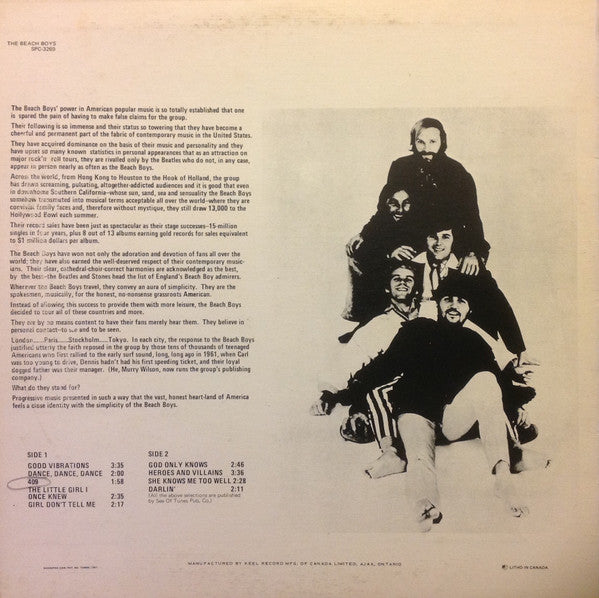 THE BEACH BOYS
SPC-3269
The Beach Boys' power in American popular music is so totally established that one
is spared the pain of having to make false claims for the group.
Their following is so immense and their status so towering that they have become a
cheerful and permanent part of the fabric of contemporary music in the United States.
They have acquired dominance on the basis of their music and personality and they
have upset so many known statistics in personal appearances that as an attraction on
major rock'n roll tours, they are rivalled only by the Beatles who do not, in any case,
appear in person nearly as often as the Beach Boys.
Across the world, from Hong Kong to Houston to the Hook of Holland, the group
has drawn screaming, pulsating, altogether-addicted audiences and it is good that even
in downhome Southern California—whose sun, sand, sea and sensuality the Beach Boys
somehow transmuted into musical terms acceptable all over the world—where they are
convivial family faces and, therefore without mystique, they still draw 13,000 to the
Hollywood Bowl each summer.
Their record sales have been just as spectacular as their stage successes—15-million
singles in four years, plus 8 out of 13 albums earning gold records for sales equivalent
to $1 million dollars per album.
The Beach Boys have won not only the adoration and devotion of fans all over the
world; they have also earned the well-deserved respect of their contemporary music-
ians. Their clear, cathedral-choir-correct harmonies are acknowledged as the best,
by the best—the Beatles and Stones head the list of England's Beach Boy admirers.
Wherever the Beach Boys travel, they convey an aura of simplicity. They are the
spokesmen, musically, for the honest, no-nonsense grassroots American.
Instead of allowing this success to provide them with more leisure, the Beach Boys
decided to tour all of these countries and more.
They are by no means content to have their fans merely hear them. They believe in
personal contact—to see and to be seen.
London.....Paris.....Stockholm.....Tokyo. In each city, the response to the Beach Boys
justified utterly the faith reposed in the group by those tens of thousands of teenaged
Americans who first rallied to the early surf sound, long, long ago in 1961, when Carl
was too young to drive, Dennis hadn't had his first speeding ticket, and their loyal
dogged father was their manager. (He, Murry Wilson, now runs the group's publishing
company.)
What do they stand for?
Progressive music presented in such a way that the vast, honest heart-land of America
feels a close identity with the simplicity of the Beach Boys.
SIDE 1
GOOD VIBRATIONS 3:35
DANCE, DANCE, DANCE 2:00
409 1:58
THE LITTLE GIRL I
ONCE KNEW 2:35
GIRL DON'T TELL ME 2:17
SIDE 2
GOD ONLY KNOWS 2:46
HEROES AND VILLAINS 3:36
SHE KNOWS ME TOO WELL 2:28
DARLIN' 2:11
(All the above selections are published
by Sea Of Tunes Pub. Co.)
MANUFACTURED BY KEEL RECORD MFG. OF CANADA LIMITED, AJAX, ONTARIO
LITHO IN CANADA